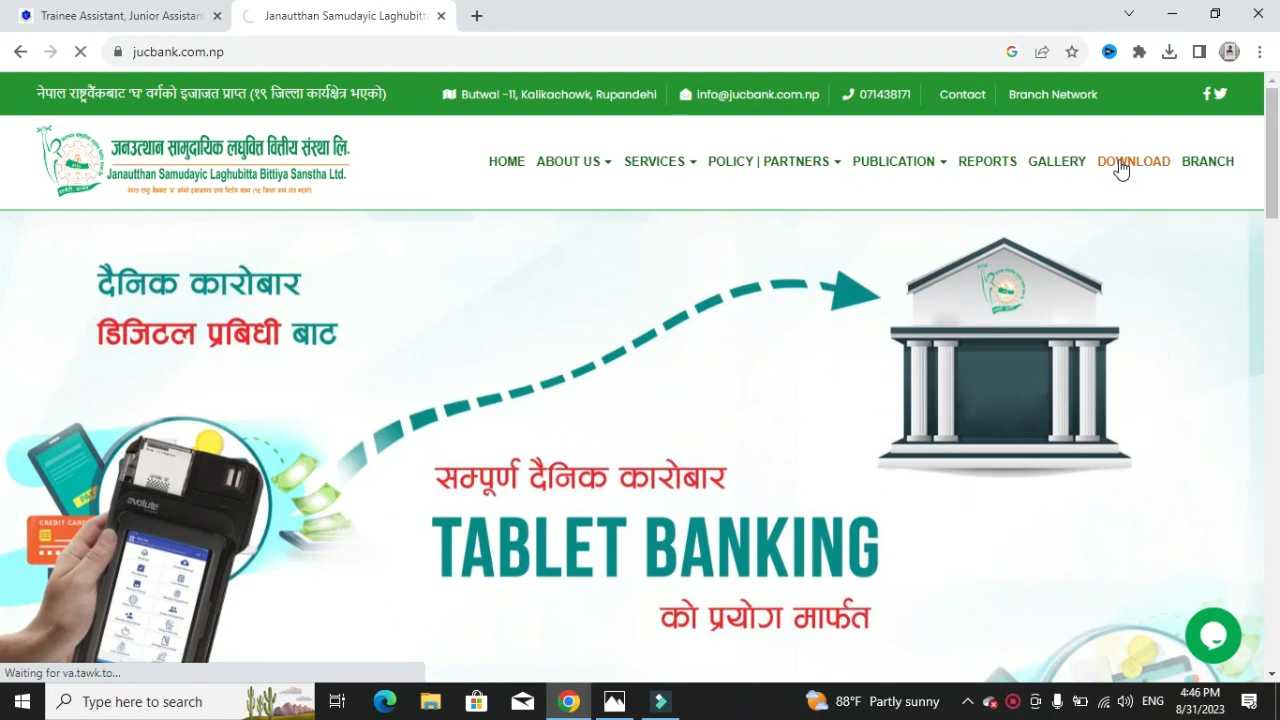 Trainee Assistant, Junior Assistan
Janautthan Samudayic Laghubitta
jucbank.com.np
नेपाल राष्ट्रबैंकबाट 'घ' वर्गको इजाजत प्राप्त (१९ जिल्ला कार्यक्षेत्र भएको)
Butwal -11, Kalikachowk, Rupandehi
info@jucbank.com.np
071438171
Contact
Branch Network
जनउत्थान सामुदायिक लघुवित्त वित्तीय संस्था लि.
Janautthan Samudayic Laghubitta Bittiya Sanstha Ltd.
HOME ABOUT US SERVICES POLICY | PARTNERS PUBLICATION REPORTS GALLERY DOWNLOAD BRANCH
दैनिक कारोबार
डिजिटल प्रबिधी बाट
सम्पूर्ण दैनिक कारोबार
TABLET BANKING
को प्रयोग मार्फत
PAY
CREDIT CARD
evolute
Waiting for va.tawk.to...
Type here to search
88°F Partly sunny
ENG
4:46 PM
8/31/2023